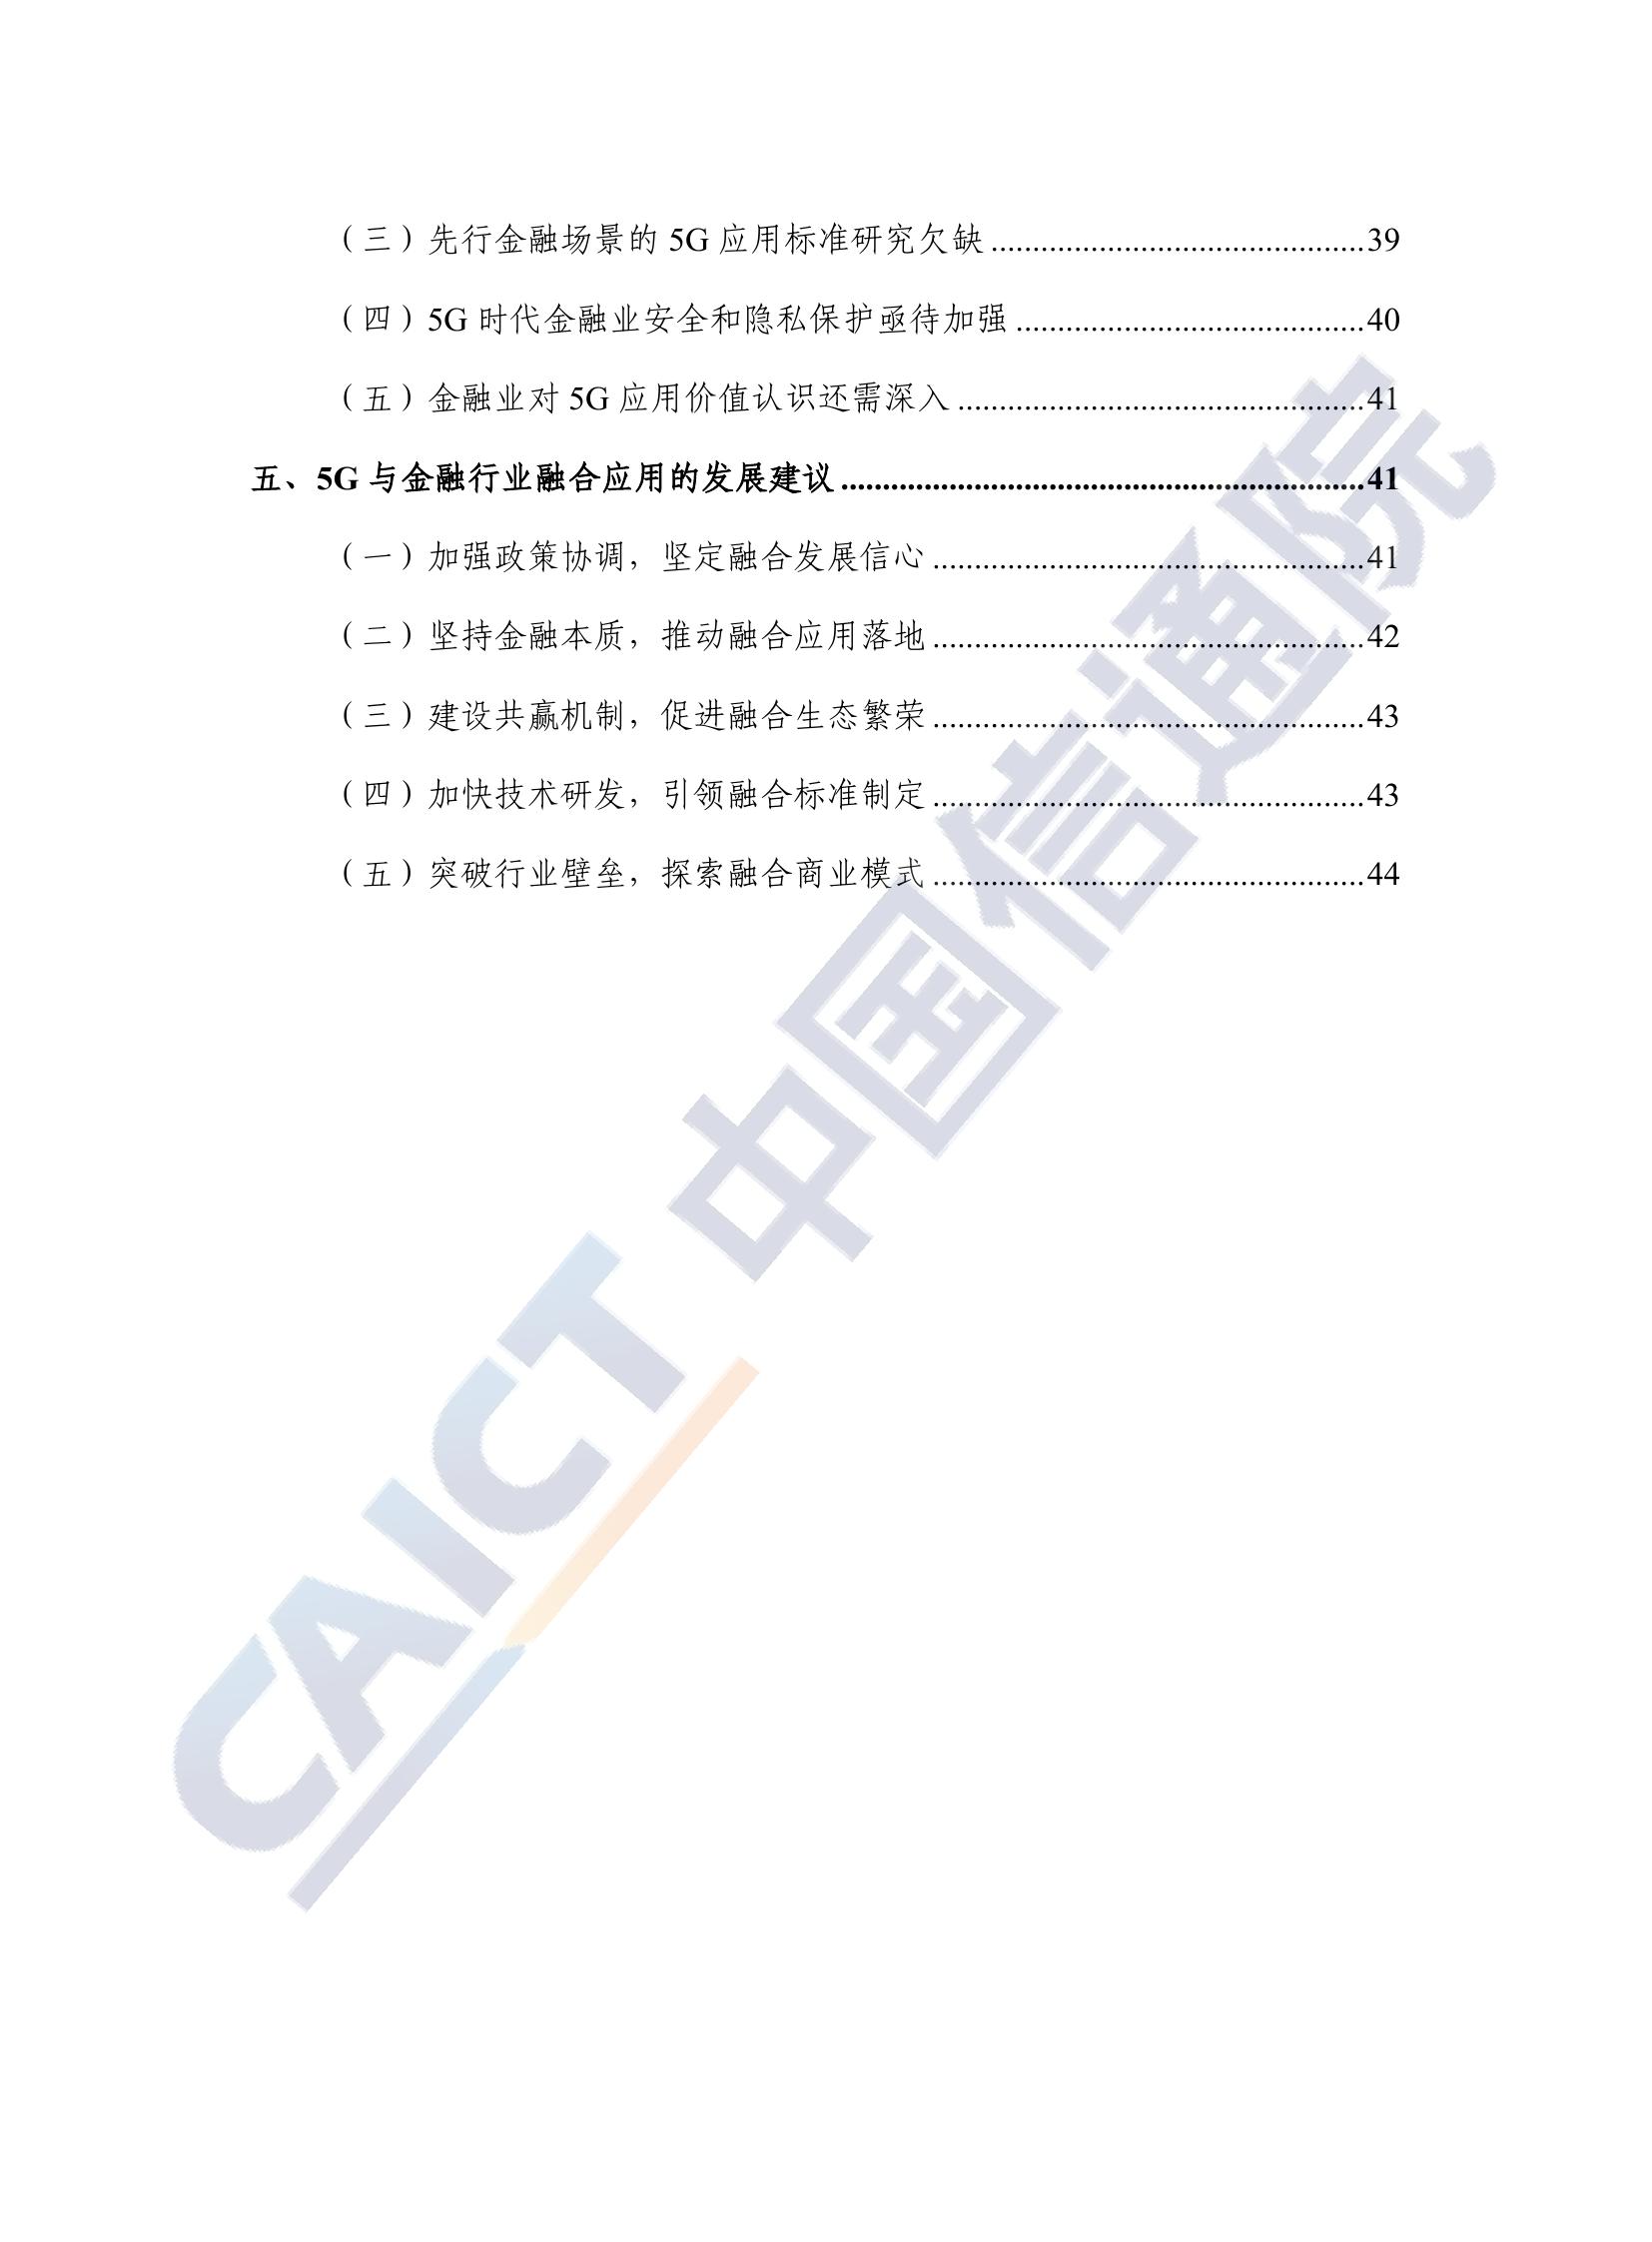 （三）先行金融场景的 5G 应用标准研究欠缺.............................................39
（四）5G 时代金融业安全和隐私保护亟待加强..........................................40
（五）金融业对 5G 应用价值认识还需深入.................................................41
五、5G 与金融行业融合应用的发展建议...............................................................41
（一）加强政策协调，坚定融合发展信心....................................................41
（二）坚持金融本质，推动融合应用落地....................................................42
（三）建设共赢机制，促进融合生态繁荣....................................................43
（四）加快技术研发，引领融合标准制定....................................................43
（五）突破行业壁垒，探索融合商业模式....................................................44
CAICT 中国信通院